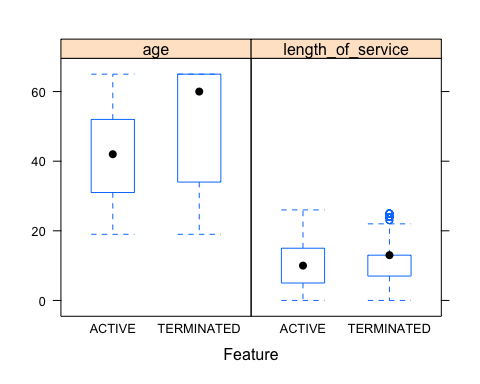 age length_of_service
60
40
20
0
ACTIVE TERMINATED ACTIVE TERMINATED
Feature